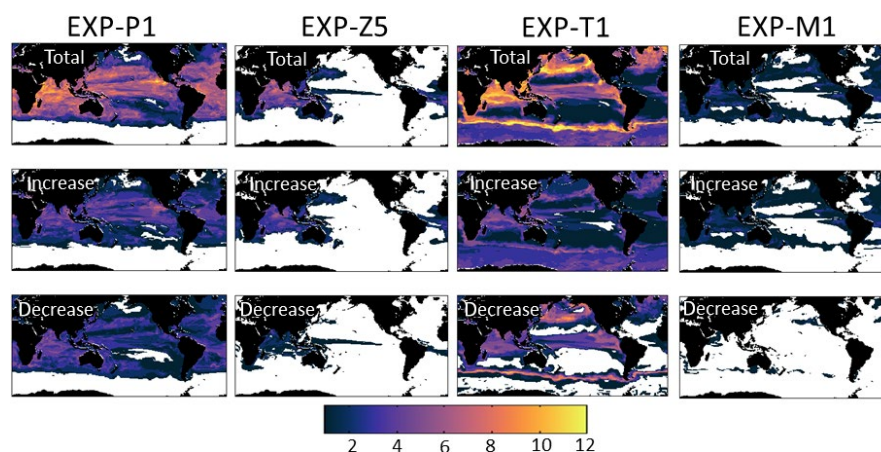 EXP-P1 EXP-Z5 EXP-T1 EXP-M1
Total Total Total Total
Increase Increase Increase Increase
Decrease Decrease Decrease Decrease
2 4 6 8 10 12